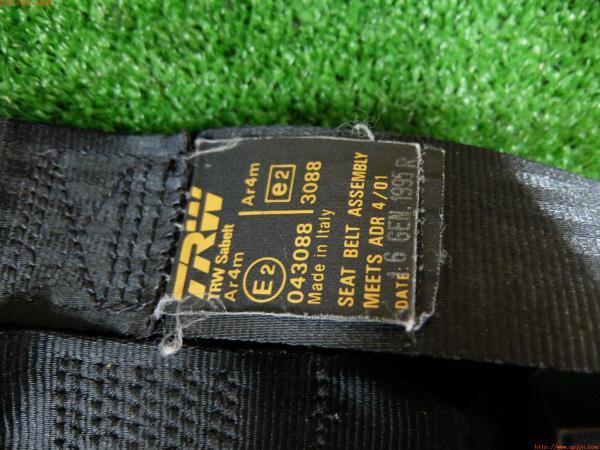 TRW
TRW Sabelt
Ar4m
Ar4m
E2
e2
043088
3088
Made in Italy
SEAT BELT ASSEMBLY
MEETS ADR 4/01
DATE 16 GEN 1995 R